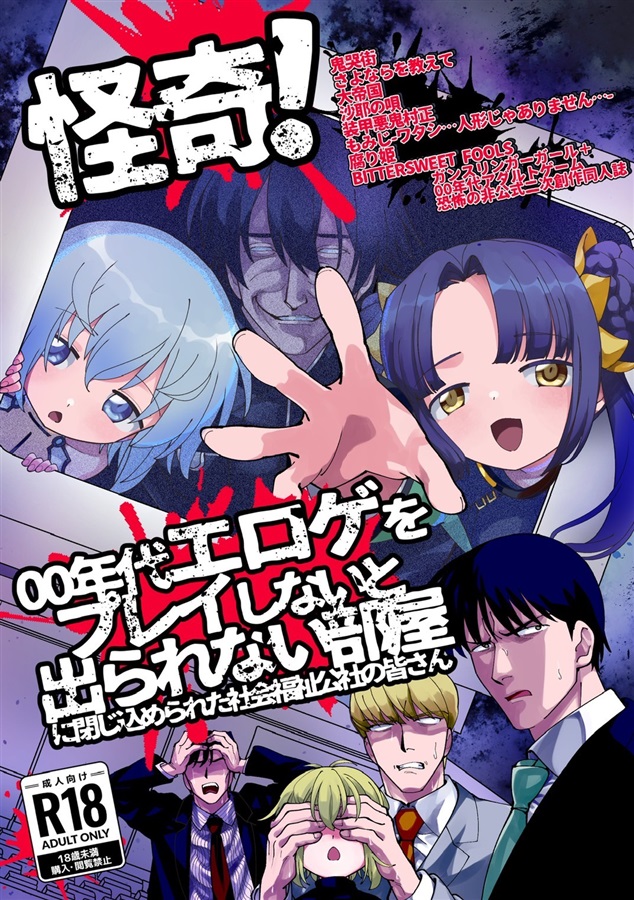 怪奇!
鬼哭街
さよならを教えて
大帝国
沙耶の唄
装甲悪鬼村正
もみじ-ワタシ…人形じゃありません…-
腐り姫
BITTERSWEET FOOLS
ガンスリンガーガール+
00年代アダルトゲーム
恐怖の非公式二次創作同人誌
00年代エロゲを
プレイしないと
出られない部屋
に閉じ込められた社会福祉公社の皆さん
成人向け
R18
ADULT ONLY
18歳未満
購入・閲覧禁止